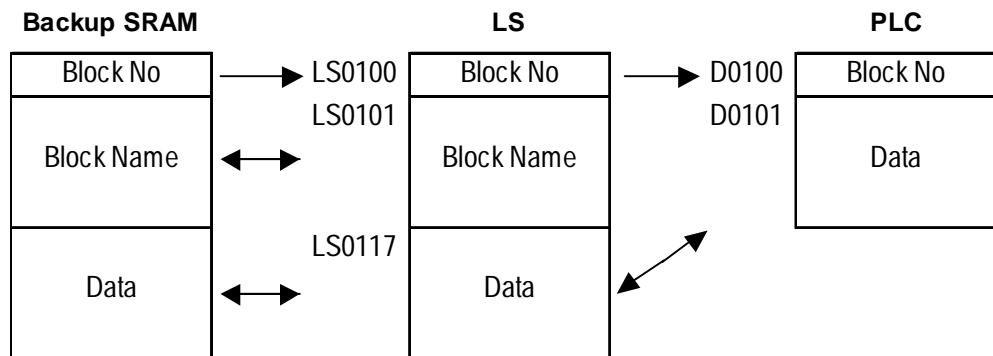 Backup SRAM LS PLC
Block No LS0100 Block No D0100 Block No
LS0101 D0101
Block Name Block Name Data
LS0117
Data Data